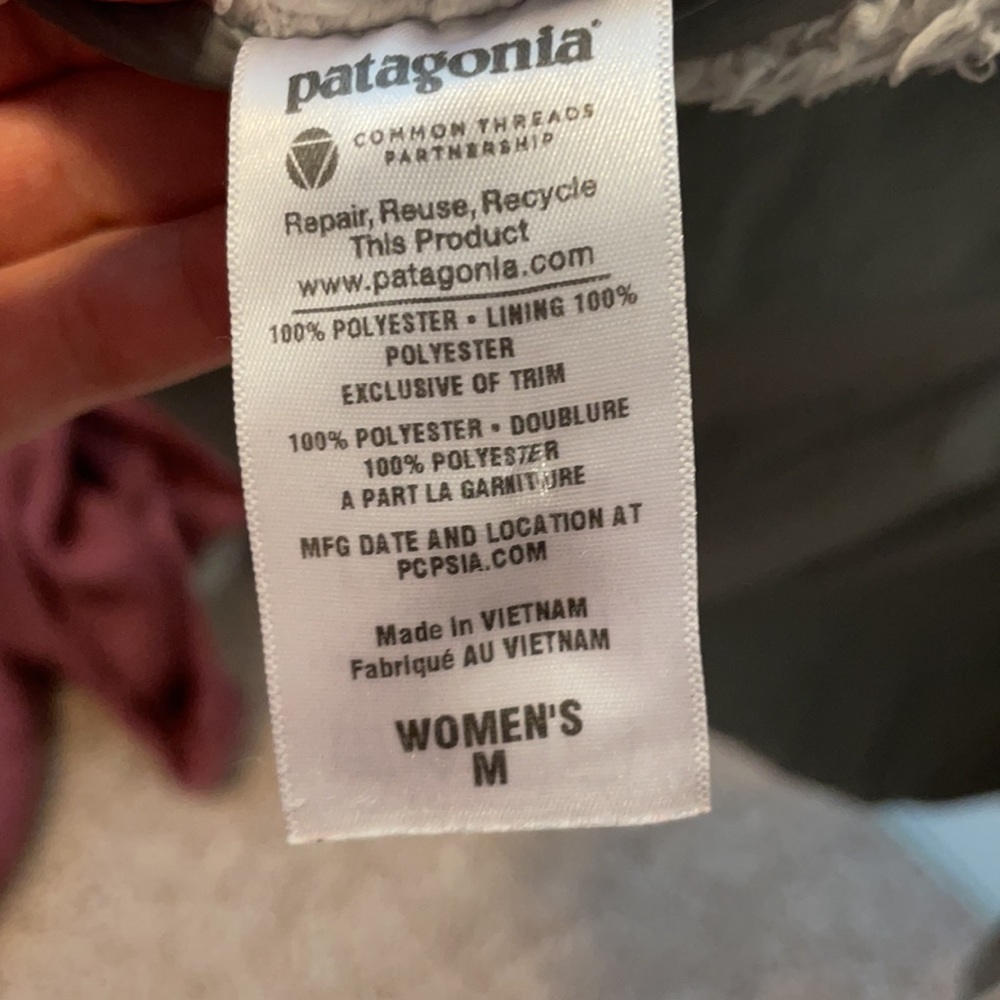 patagonia®
COMMON THREADS
PARTNERSHIP
Repair, Reuse, Recycle
This Product
www.patagonia.com
100% POLYESTER • LINING 100%
POLYESTER
EXCLUSIVE OF TRIM
100% POLYESTER • DOUBLURE
100% POLYESTER
A PART LA GARNITURE
MFG DATE AND LOCATION AT
PCPSIA.COM
Made in VIETNAM
Fabriqué AU VIETNAM
WOMEN'S
M